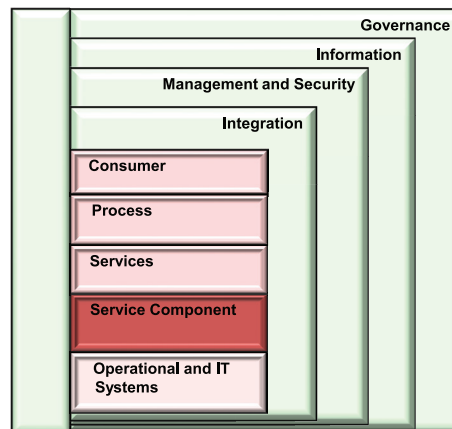 Governance
Information
Management and Security
Integration
Consumer
Process
Services
Service Component
Operational and IT
Systems